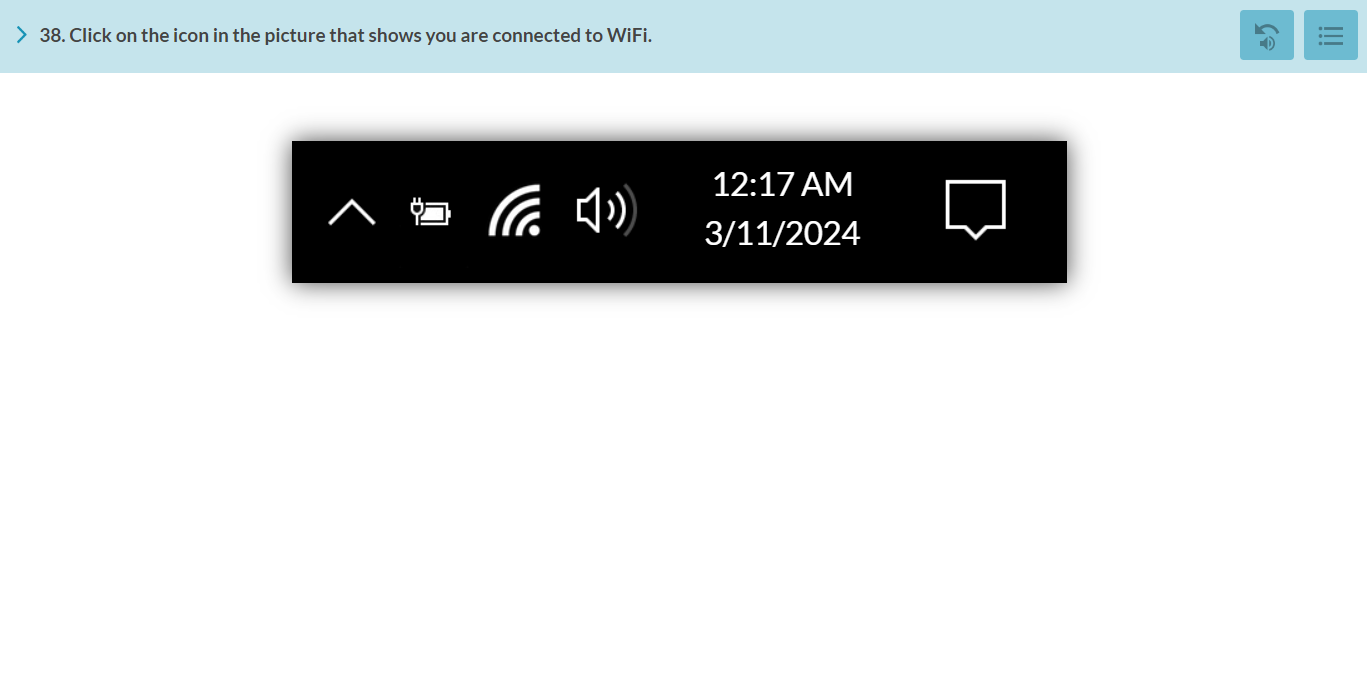 38. Click on the icon in the picture that shows you are connected to WiFi.
12:17 AM
3/11/2024